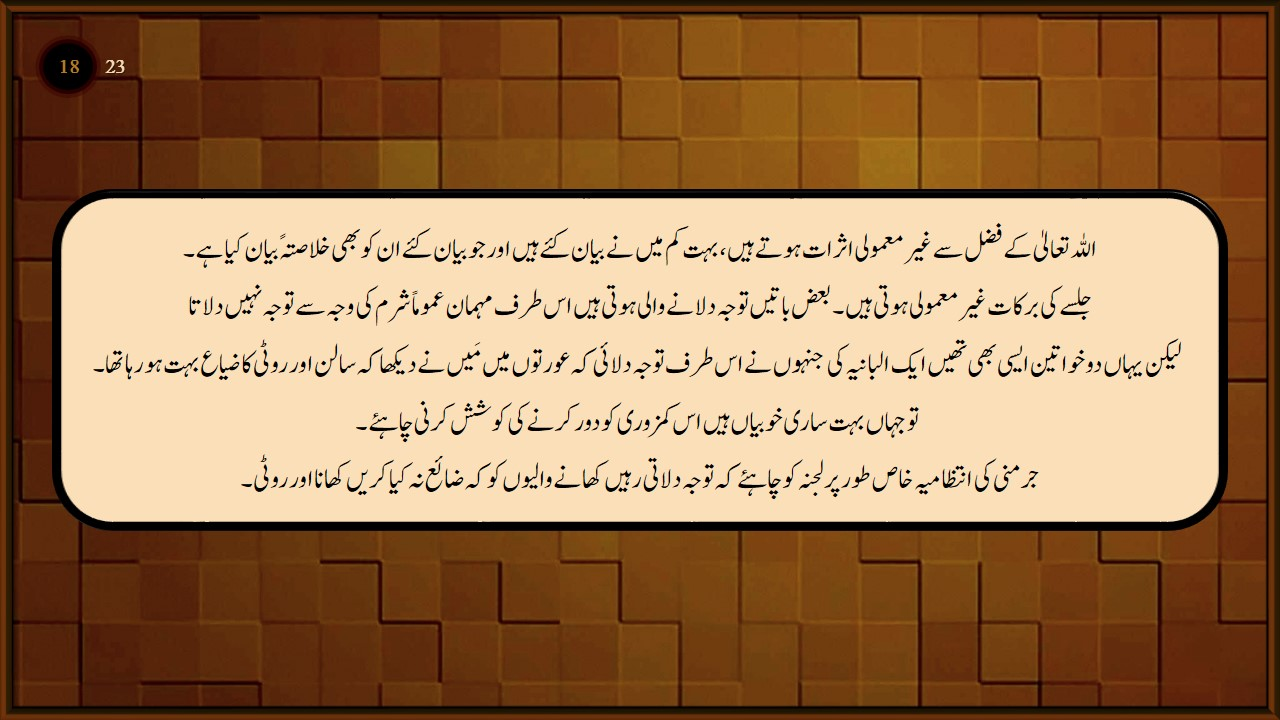 18 23
اللہ تعالیٰ کے فضل سے غیر معمولی اثرات ہوتے ہیں، بہت کم میں نے بیان کئے ہیں اور جو بیان کئے ان کو بھی خلاصتہً بیان کیا ہے۔
جلسے کی برکات غیر معمولی ہوتی ہیں۔ بعض باتیں توجہ دلانے والی ہوتی ہیں اس طرف مہمان عموماً شرم کی وجہ سے توجہ نہیں دلاتا
لیکن یہاں دو خواتین ایسی بھی تھیں ایک البانیہ کی جنہوں نے اس طرف توجہ دلائی کہ عورتوں میں مَیں نے دیکھا کہ سالن اور روٹی کا ضیاع بہت ہو رہا تھا۔
تو جہاں بہت ساری خوبیاں ہیں اس کمزوری کو دور کرنے کی کوشش کرنی چاہئے۔
جرمنی کی انتظامیہ خاص طور پر لجنہ کو چاہئے کہ توجہ دلاتی رہیں کھانے والیوں کو کہ ضائع نہ کیا کریں کھانا اور روٹی۔